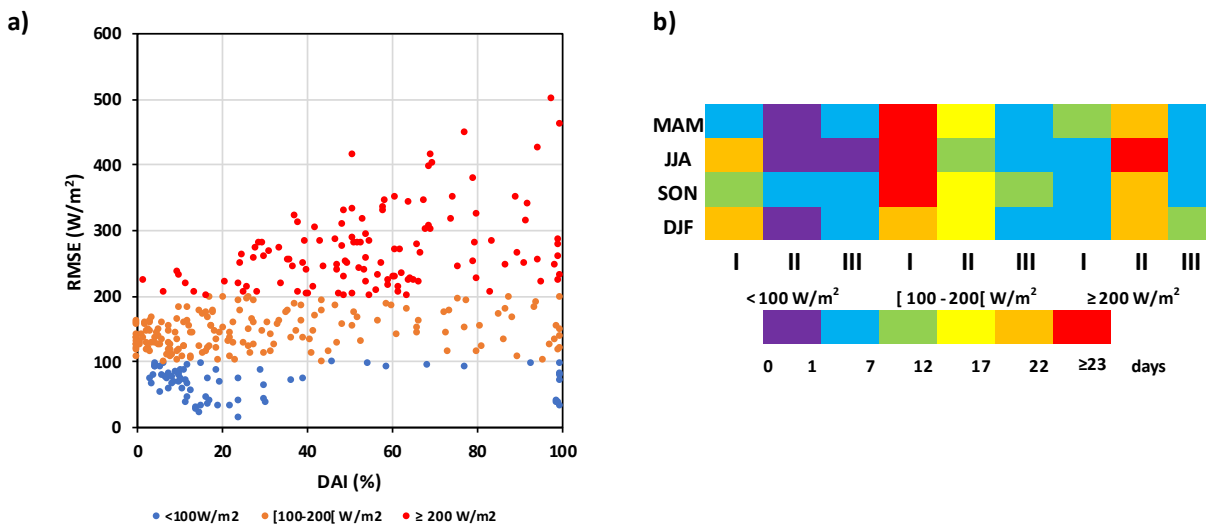 a)
600
500
400
300
200
100
0
RMSE (W/m²)
0 20 40 60 80 100
DAI (%)
<100W/m2 [100-200[ W/m2 ≥ 200 W/m2
b)
MAM
JJA
SON
DJF
I II III I II III I II III
<100 W/m² [ 100 - 200[ W/m² ≥ 200 W/m²
0 1 7 12 17 22 ≥23 days